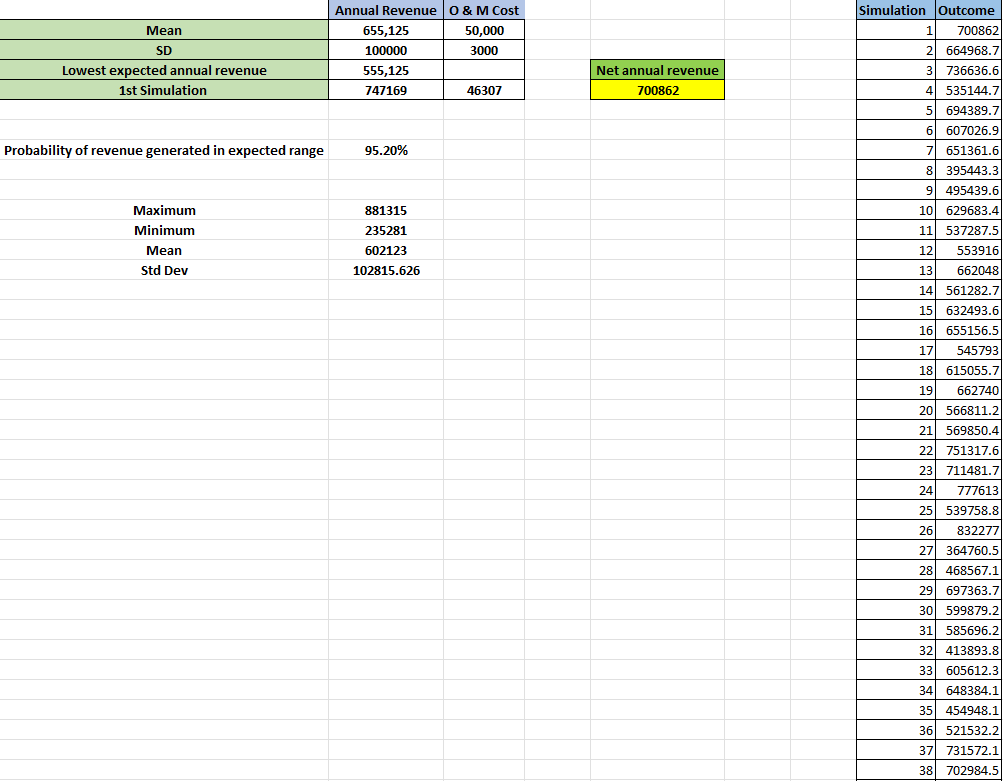 Annual Revenue O & M Cost Simulation Outcome
Mean 655,125 50,000 1 700862
SD 100000 3000 2 664968.7
Lowest expected annual revenue 555,125 Net annual revenue 3 736636.6
1st Simulation 747169 46307 700862 4 535144.7
5 694389.7
6 607026.9
Probability of revenue generated in expected range 95.20% 7 651361.6
8 395443.3
9 495439.6
Maximum 881315 10 629683.4
Minimum 235281 11 537287.5
Mean 602123 12 553916
Std Dev 102815.626 13 662048
14 561282.7
15 632493.6
16 655156.5
17 545793
18 615055.7
19 662740
20 566811.2
21 569850.4
22 751317.6
23 711481.7
24 777613
25 539758.8
26 832277
27 364760.5
28 468567.1
29 697363.7
30 599879.2
31 585696.2
32 413893.8
33 605612.3
34 648384.1
35 454948.1
36 521532.2
37 731572.1
38 702984.5